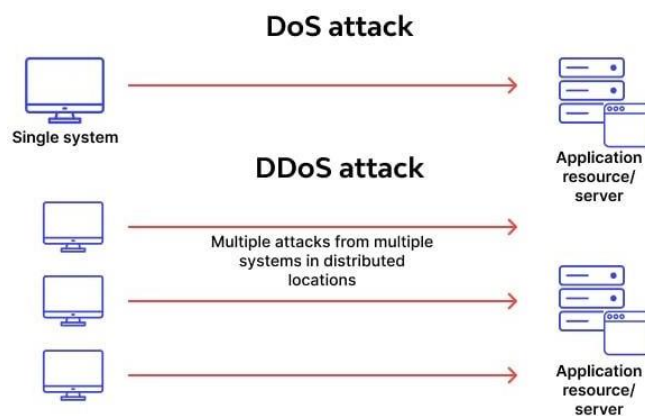 DoS attack
Single system
Application
resource/
server
DDoS attack
Multiple attacks from multiple
systems in distributed
locations
Application
resource/
server